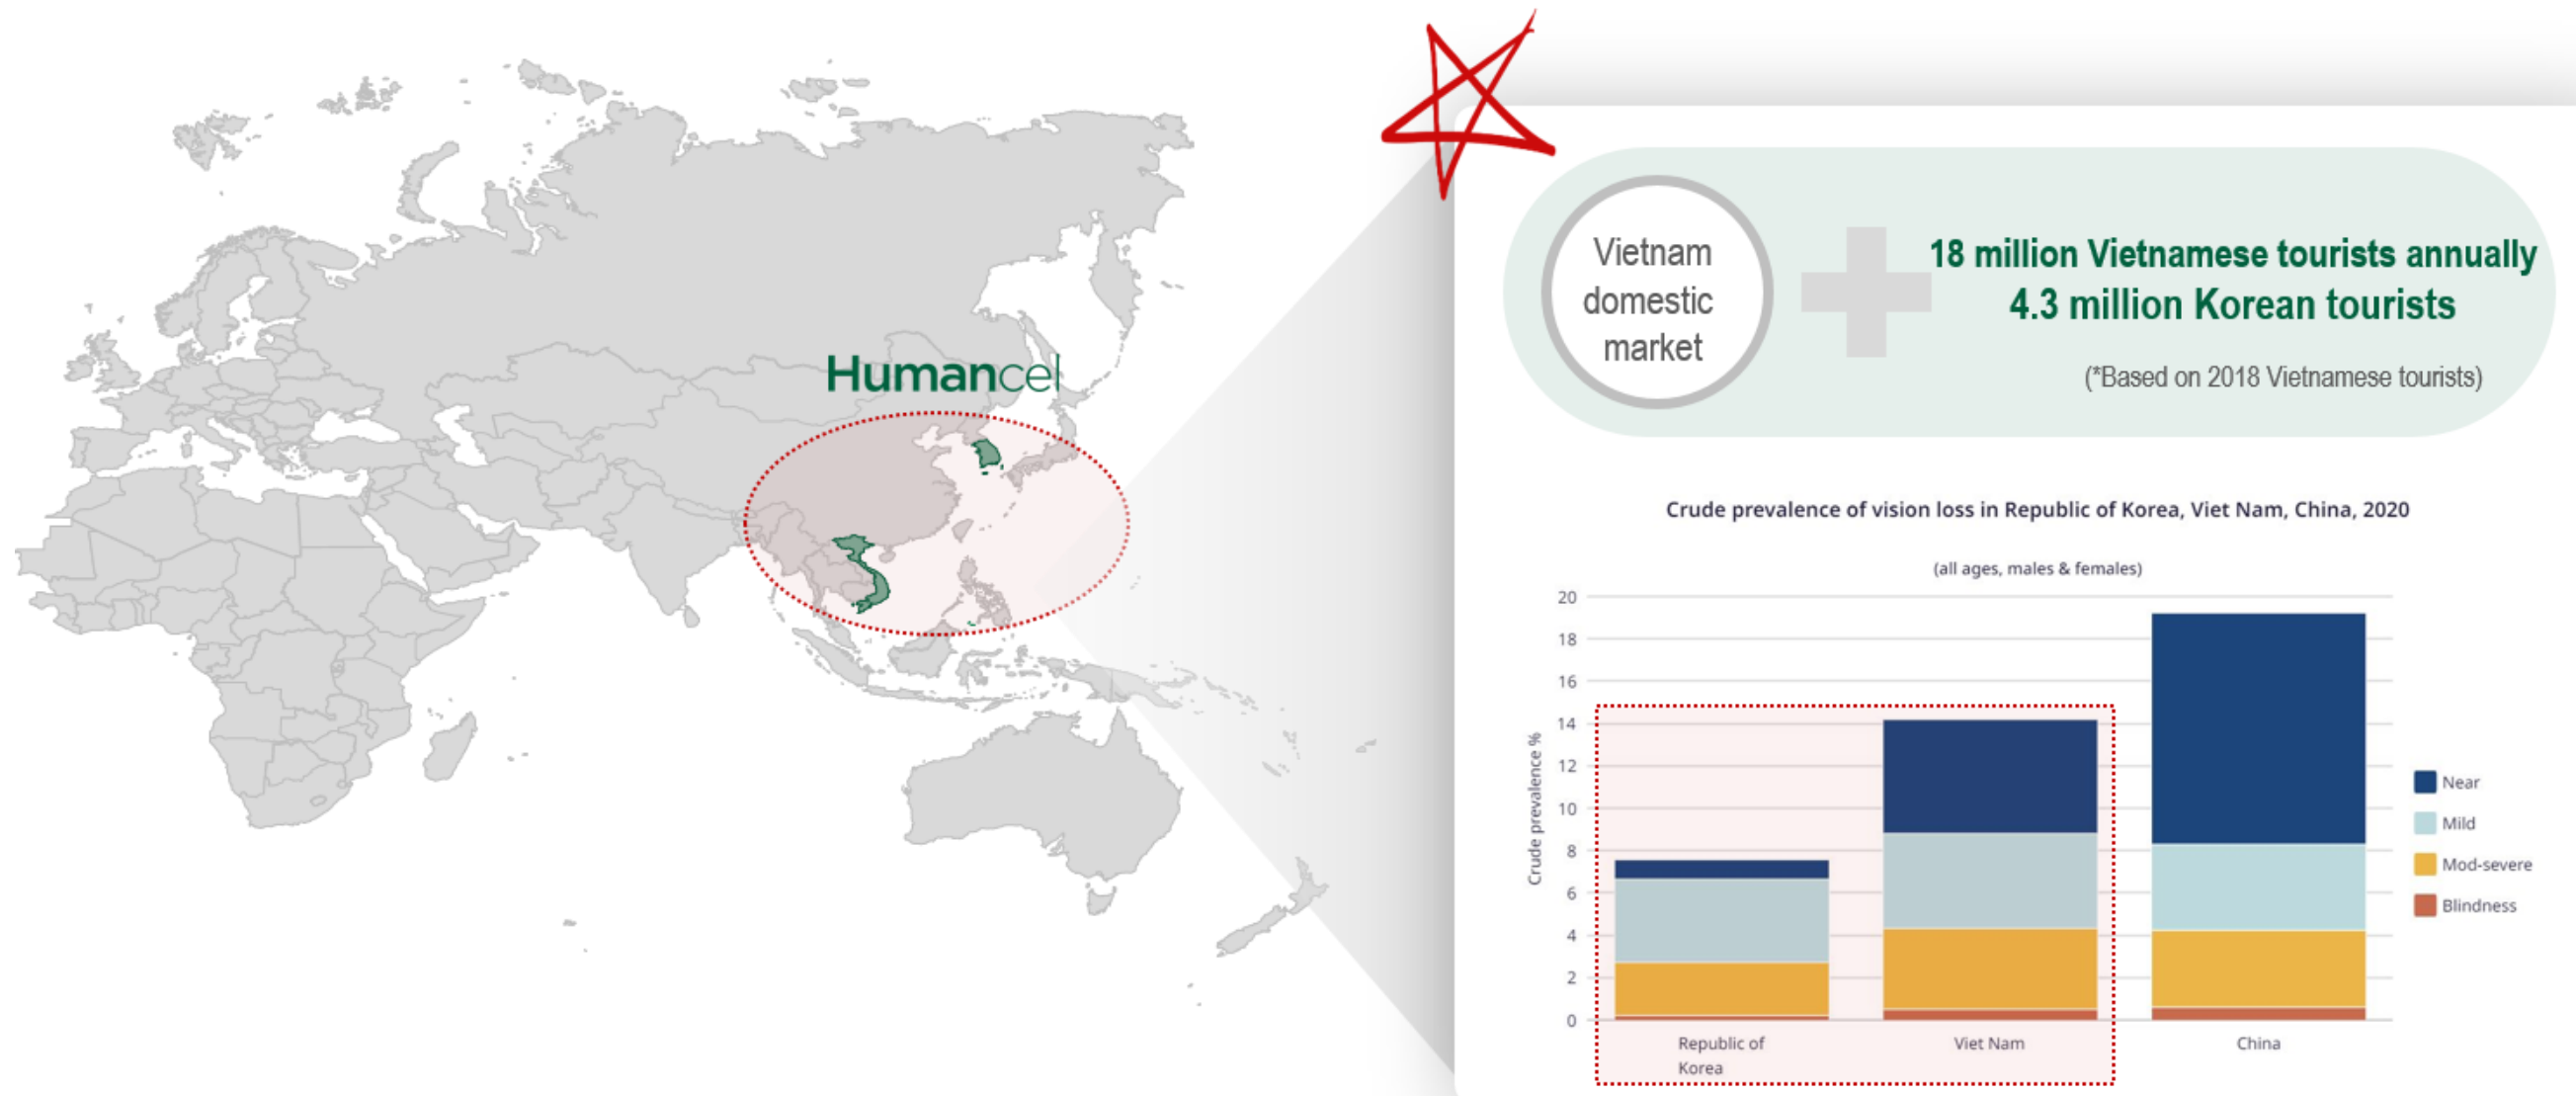 Humancel
Vietnam
domestic
market
18 million Vietnamese tourists annually
4.3 million Korean tourists
(*Based on 2018 Vietnamese tourists)
Crude prevalence of vision loss in Republic of Korea, Viet Nam, China, 2020
(all ages, males & females)
Crude prevalence %
20
18
16
14
12
10
8
6
4
2
0
Republic of
Korea
Viet Nam
China
Near
Mild
Mod-severe
Blindness